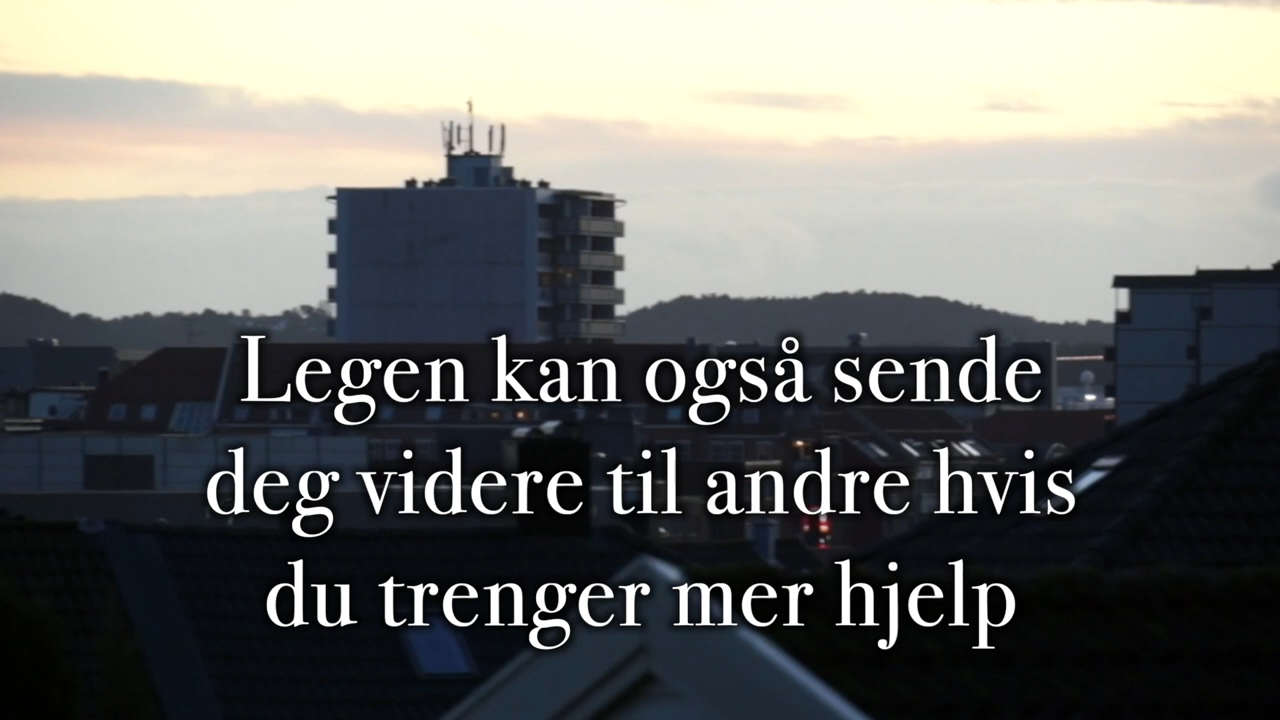 Legen kan også sende
deg videre til andre hvis
du trenger mer hjelp